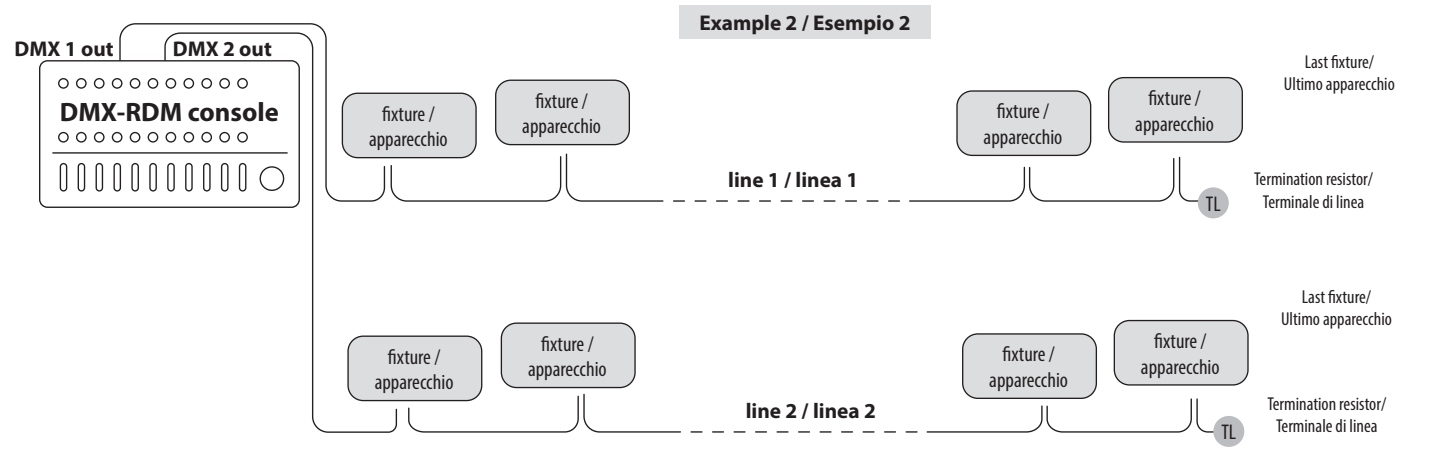 Example 2 / Esempio 2
DMX 1 out
DMX 2 out
DMX-RDM console
fixture /
apparecchio
fixture /
apparecchio
line 1 / linea 1
fixture /
apparecchio
fixture /
apparecchio
Last fixture/
Ultimo apparecchio
Termination resistor/
Terminale di linea
TL
fixture /
apparecchio
fixture /
apparecchio
line 2 / linea 2
fixture /
apparecchio
fixture /
apparecchio
Last fixture/
Ultimo apparecchio
Termination resistor/
Terminale di linea
TL